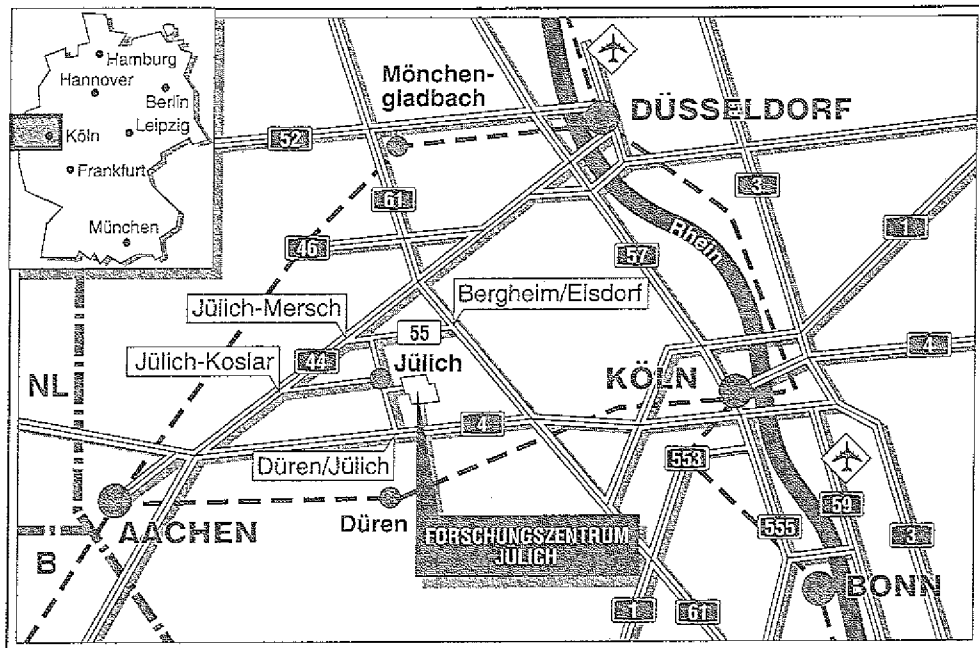 Hamburg
Hannover
Berlin
Leipzig
Köln
Frankfurt
München
Mönchen-
gladbach
DÜSSELDORF
52
61
3
1
46
57
Rhein
Jülich-Mersch
Bergheim/Elsdorf
55
4
Jülich-Koslar
44
Jülich
KÖLN
NL
4
Düren/Jülich
553
AACHEN
Düren
FORSCHUNGSZENTRUM
JÜLICH
555
59
3
B
BONN
1
61